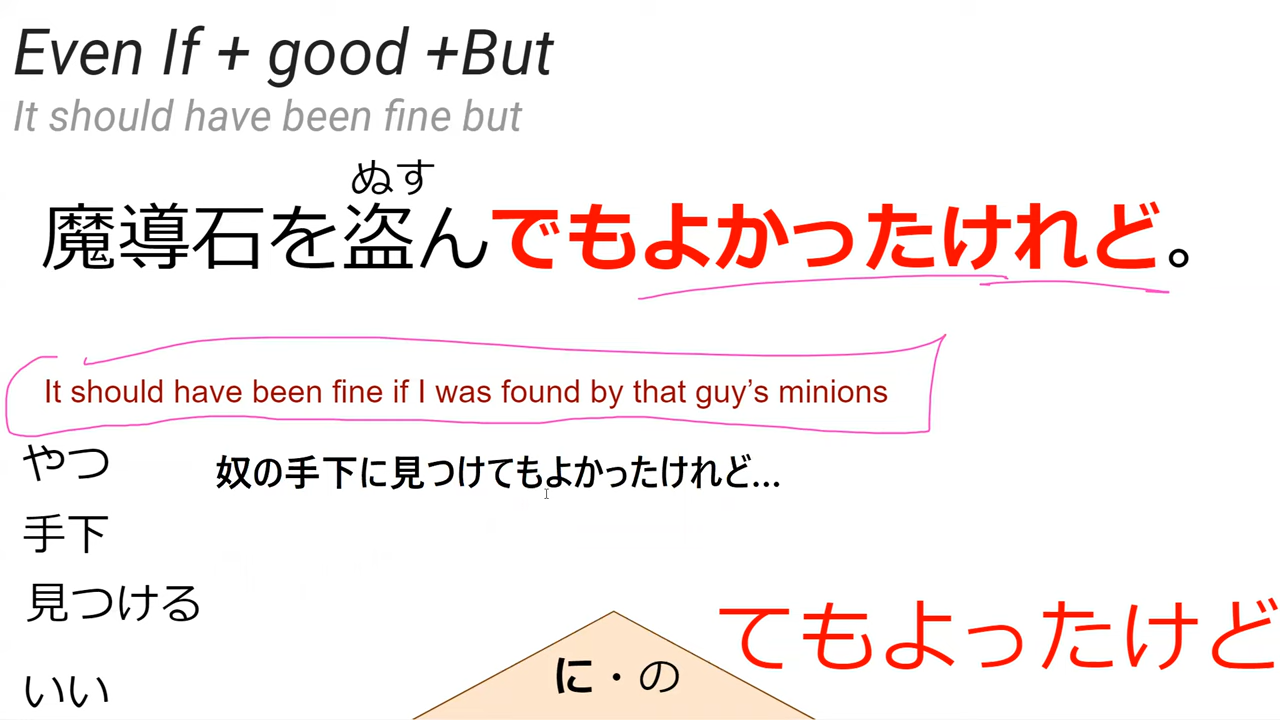 Even If + good +But
It should have been fine but
ぬす
魔導石を盗んでもよかったけれど。
It should have been fine if I was found by that guy's minions
やつ
奴の手下に見つけてもよかったけれど...
手下
見つける
てもよったけど
に・の
いい